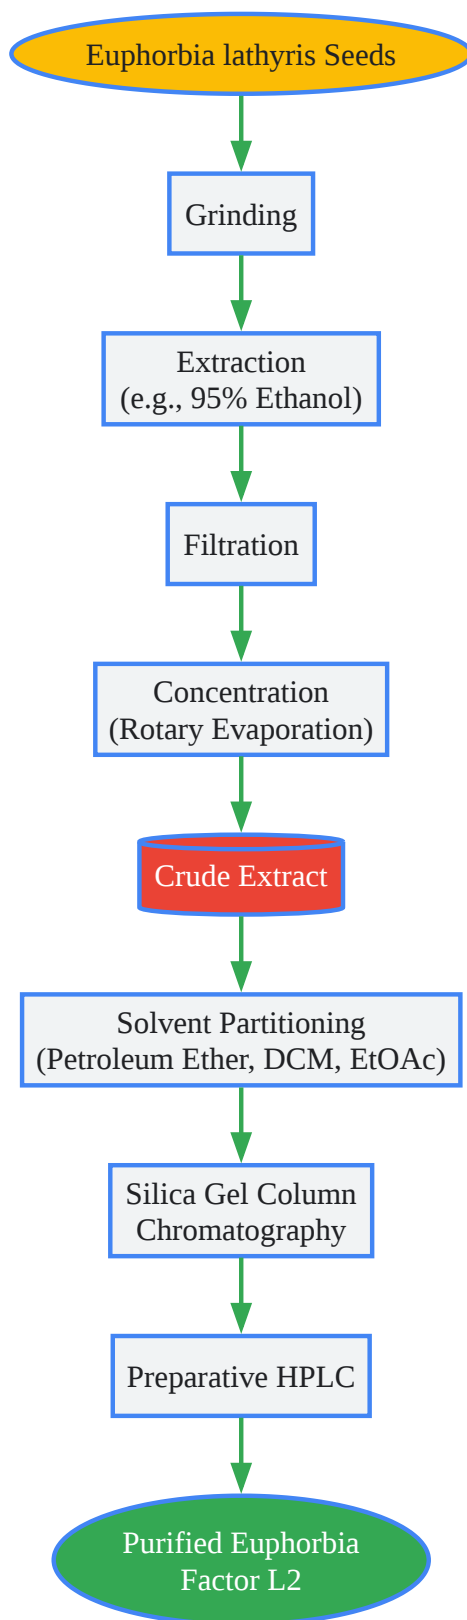 Euphorbia lathyris Seeds
Grinding
Extraction
(e.g., 95% Ethanol)
Filtration
Concentration
(Rotary Evaporation)
Crude Extract
Solvent Partitioning
(Petroleum Ether, DCM, EtOAc)
Silica Gel Column
Chromatography
Preparative HPLC
Purified Euphorbia
Factor L2